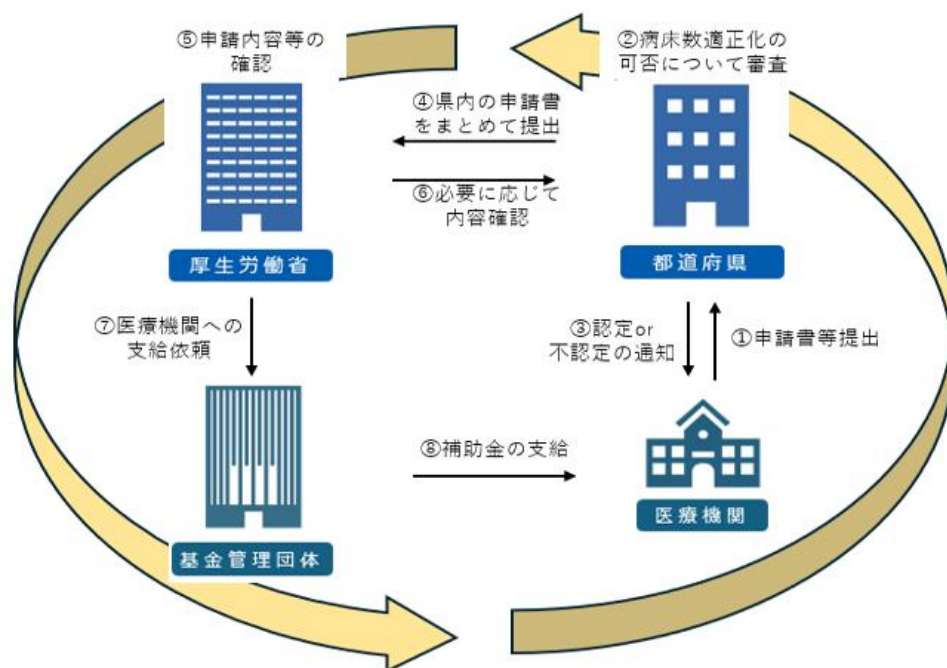 ⑤申請内容等の
確認
②病床数適正化の
可否について審査
④県内の申請書
をまとめて提出
⑥必要に応じて
内容確認
厚生労働省
都道府県
⑦医療機関への
支給依頼
③認定or
不認定の通知
①申請書等提出
⑧補助金の支給
医療機関
基金管理団体